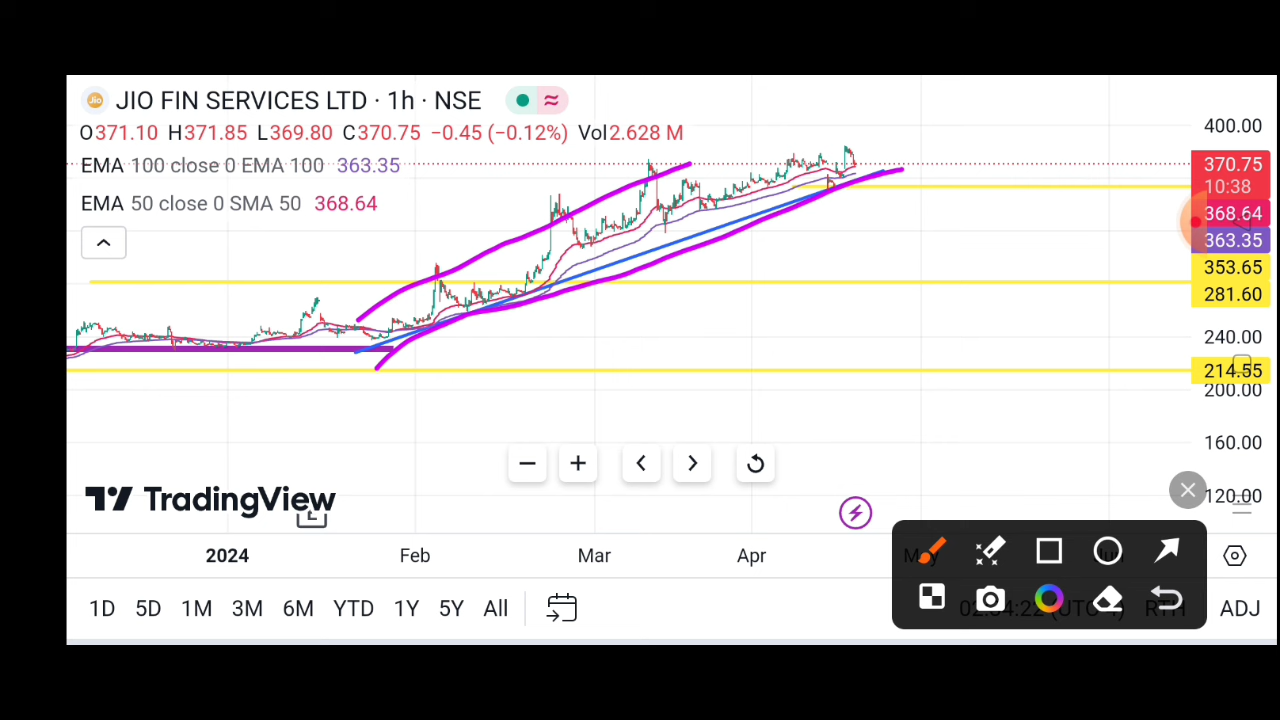 JIO FIN SERVICES LTD · 1h · NSE
O371.10 H371.85 L369.80 C370.75 −0.45 (−0.12%) Vol2.628 M
EMA 100 close 0 EMA 100 363.35
EMA 50 close 0 SMA 50 368.64
400.00
370.75
10:38
368.64
363.35
353.65
281.60
240.00
214.55
200.00
160.00
120.00
TradingView
2024 Feb Mar Apr
1D 5D 1M 3M 6M YTD 1Y 5Y All ADJ